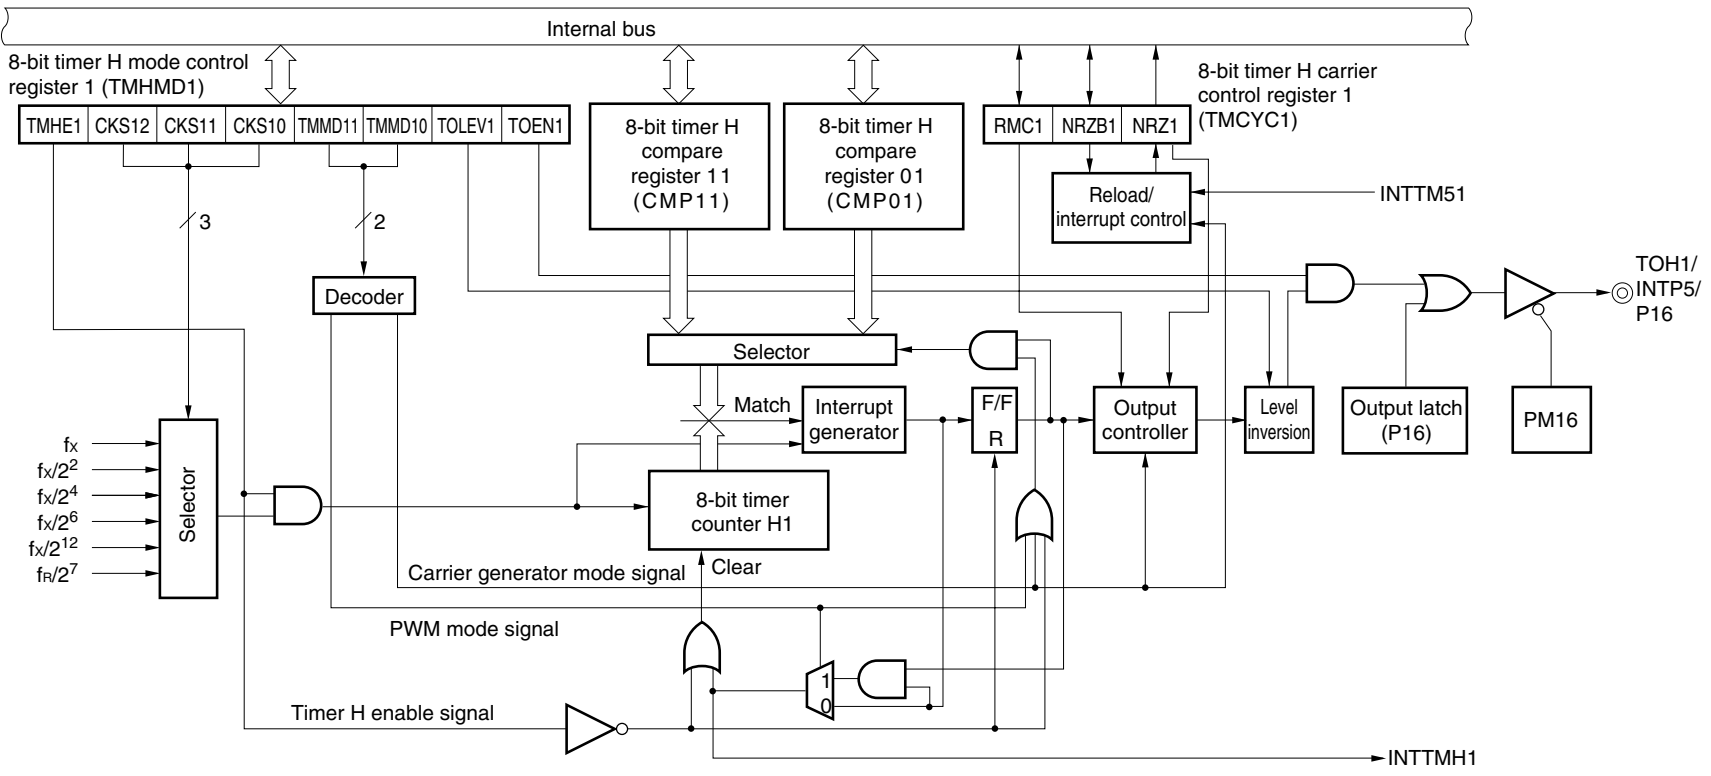 Internal bus
8-bit timer H mode control
register 1 (TMHMD1)
8-bit timer H carrier
control register 1
(TMCYC1)
TMHE1 CKS12 CKS11 CKS10 TMMD11 TMMD10 TOLEV1 TOEN1
8-bit timer H
compare
register 11
(CMP11)
8-bit timer H
compare
register 01
(CMP01)
RMC1 NRZB1 NRZ1
Reload/
interrupt control
INTTM51
3
2
Decoder
TOH1/
INTP5/
P16
Selector
Match
Interrupt
generator
F/F
R
Output
controller
Level
inversion
Output latch
(P16)
PM16
fX
fX/2²
fX/2⁴
fX/2⁶
fX/2¹²
fR/2⁷
Selector
8-bit timer
counter H1
Clear
Carrier generator mode signal
PWM mode signal
1
0
Timer H enable signal
INTTMH1